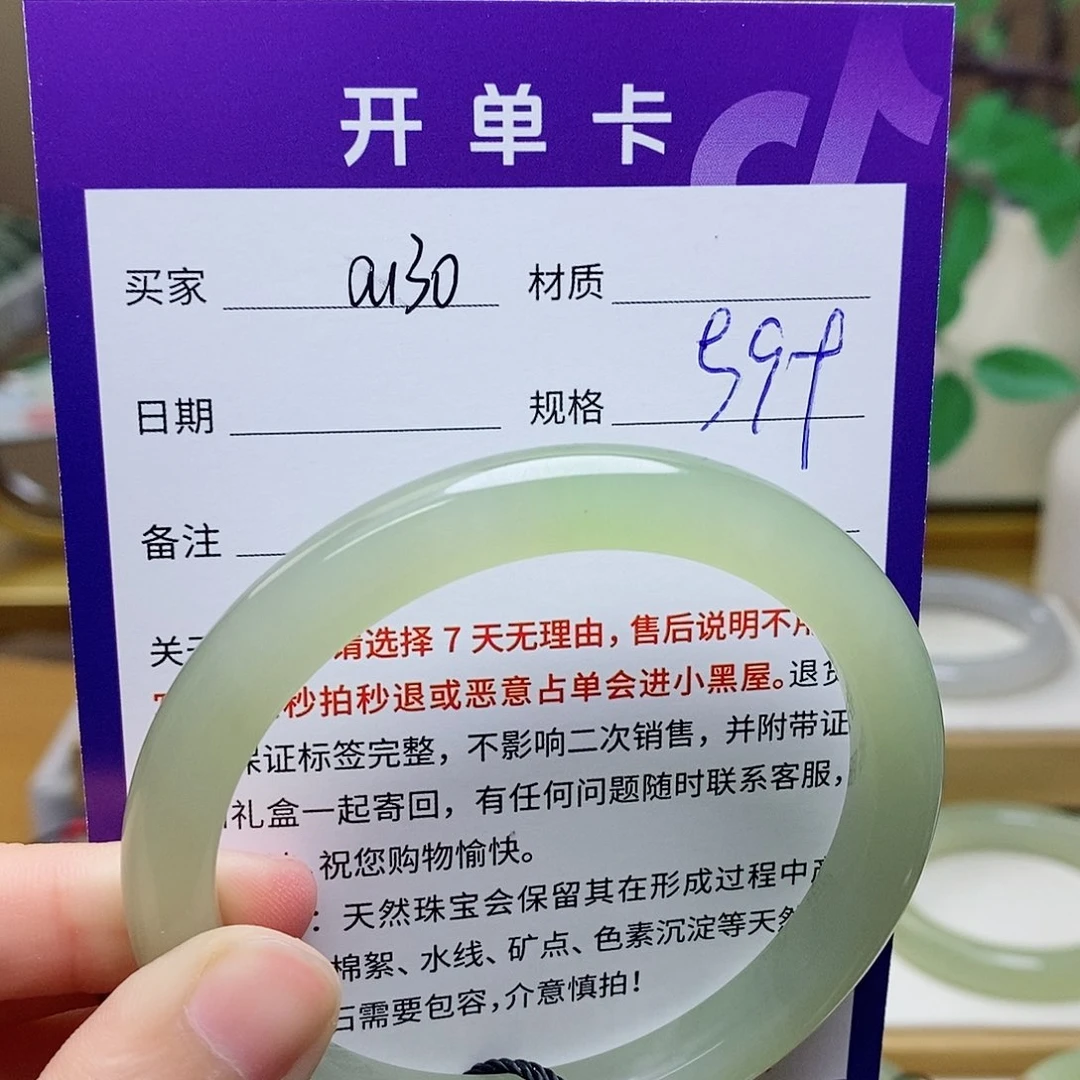 开单卡
买家 a130 材质
日期 规格
备注
请选择 7 天无理由，售后说明不
秒拍秒退或恶意占单会进小黑屋。退货
保证标签完整，不影响二次销售，并附带证
礼盒一起寄回，有任何问题随时联系客服，
祝您购物愉快。
：天然珠宝会保留其在形成过程中产
棉絮、水线、矿点、色素沉淀等天然
石需要包容，介意慎拍！